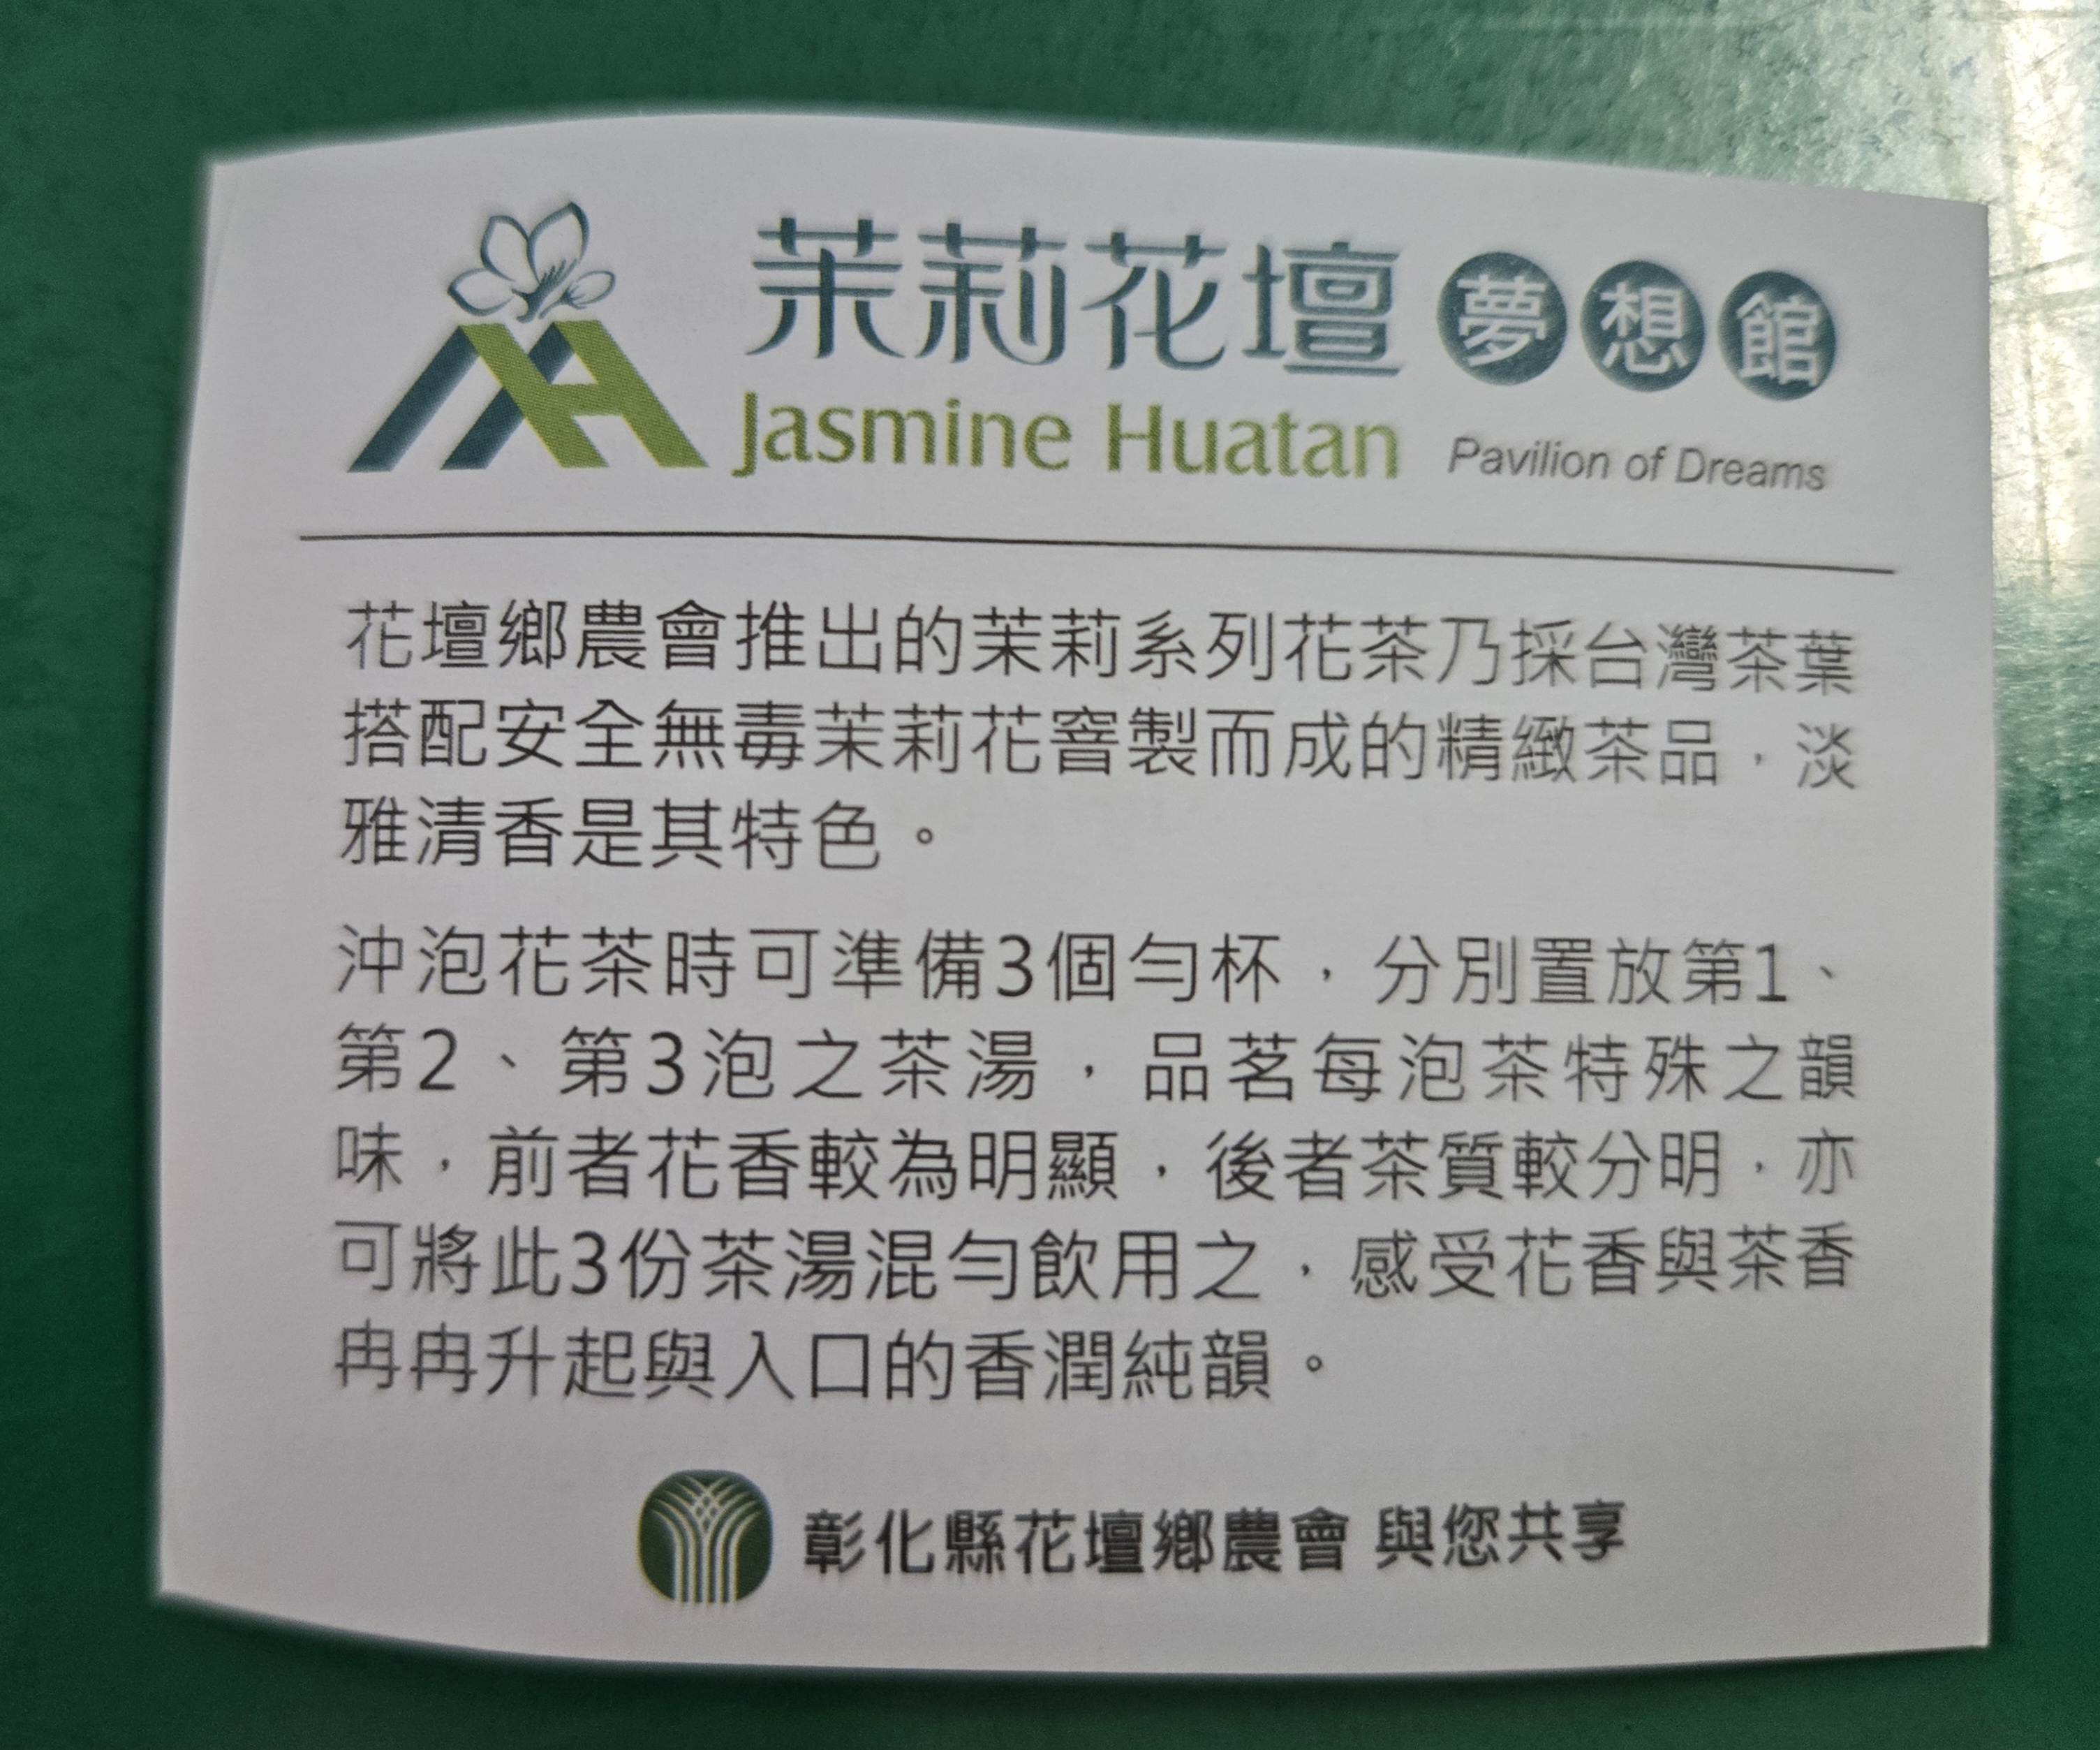 茉莉花壇 夢想館
Jasmine Huatan Pavilion of Dreams
花壇鄉農會推出的茉莉系列花茶乃採台灣茶葉
搭配安全無毒茉莉花窨製而成的精緻茶品，淡
雅清香是其特色。
沖泡花茶時可準備3個勻杯，分別置放第1、
第2、第3泡之茶湯，品茗每泡茶特殊之韻
味，前者花香較為明顯，後者茶質較分明，亦
可將此3份茶湯混勻飲用之，感受花香與茶香
冉冉升起與入口的香潤純韻。
彰化縣花壇鄉農會 與您共享